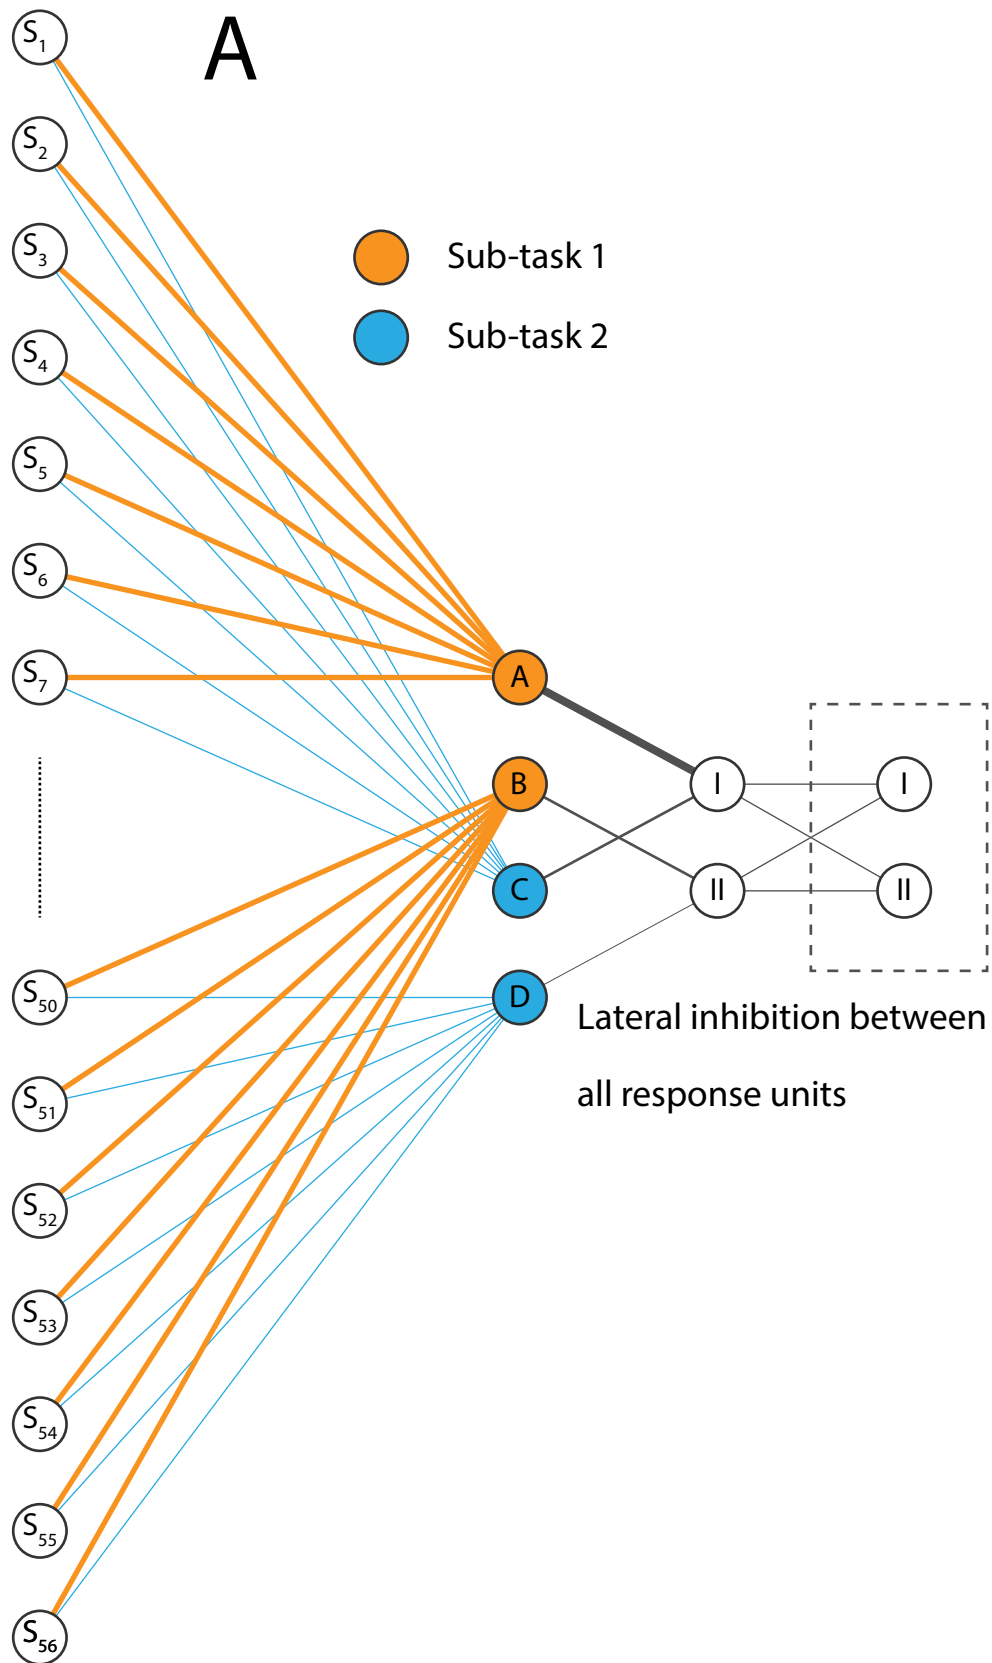 A
S1
S2
S3
Sub-task 1
Sub-task 2
S4
S5
S6
S7
A
B
I
I
C
II
II
S50
D
Lateral inhibition between
all response units
S51
S52
S53
S54
S55
S56